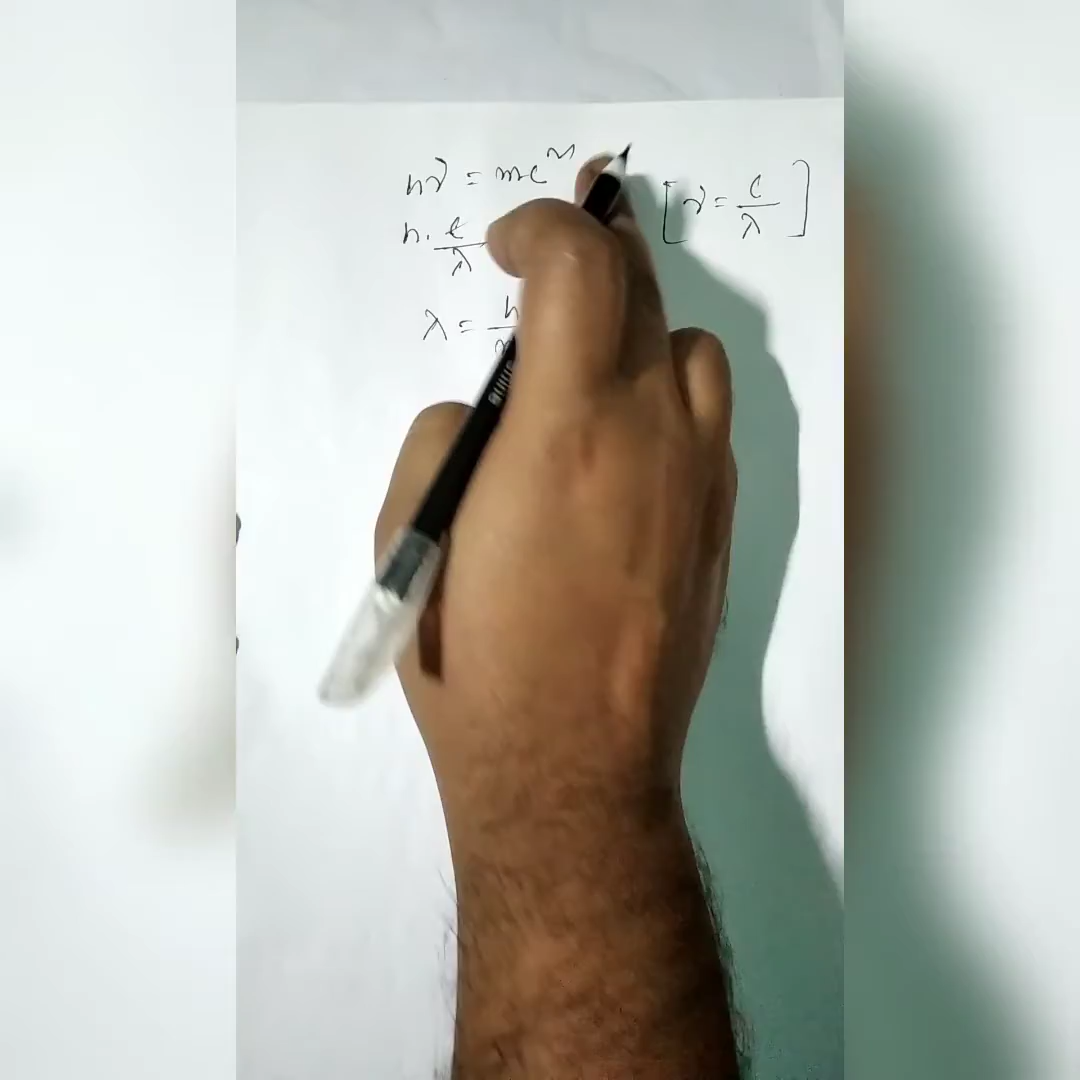 hν = mc² [ν = c/λ]
h. c/λ
λ = h